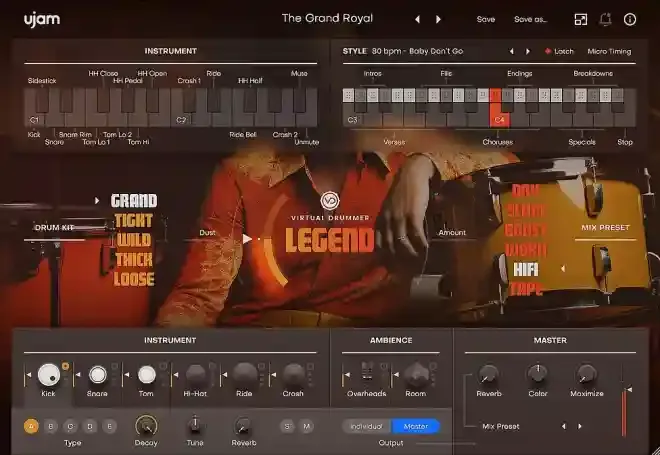 ujam
The Grand Royal
Save
Save as...
INSTRUMENT
HH Close
HH Open
Ride
Mute
Sidestick
HH Pedal
Crash 1
HH Half
C1
C2
Kick
Snare Rim
Tom Lo 2
Ride Bell
Crash 2
Snare
Tom Lo 1
Tom Hi
Unmute
STYLE
80 bpm - Baby Don't Go
Latch
Micro Timing
Intros
Fills
Endings
Breakdowns
C3
C4
Verses
Choruses
Specials
Stop
DRUM KIT
GRAND
TIGHT
WILD
THICK
LOOSE
Dust
VIRTUAL DRUMMER
LEGEND
Amount
DRY
BOOST
WORN
HIFI
TAPE
MIX PRESET
INSTRUMENT
Kick
Snare
Tom
Hi-Hat
Ride
Crash
A B C D E
Type
Decay
Tune
Reverb
S M
AMBIENCE
Overheads
Room
Individual
Master
Output
MASTER
Reverb
Color
Maximize
Mix Preset